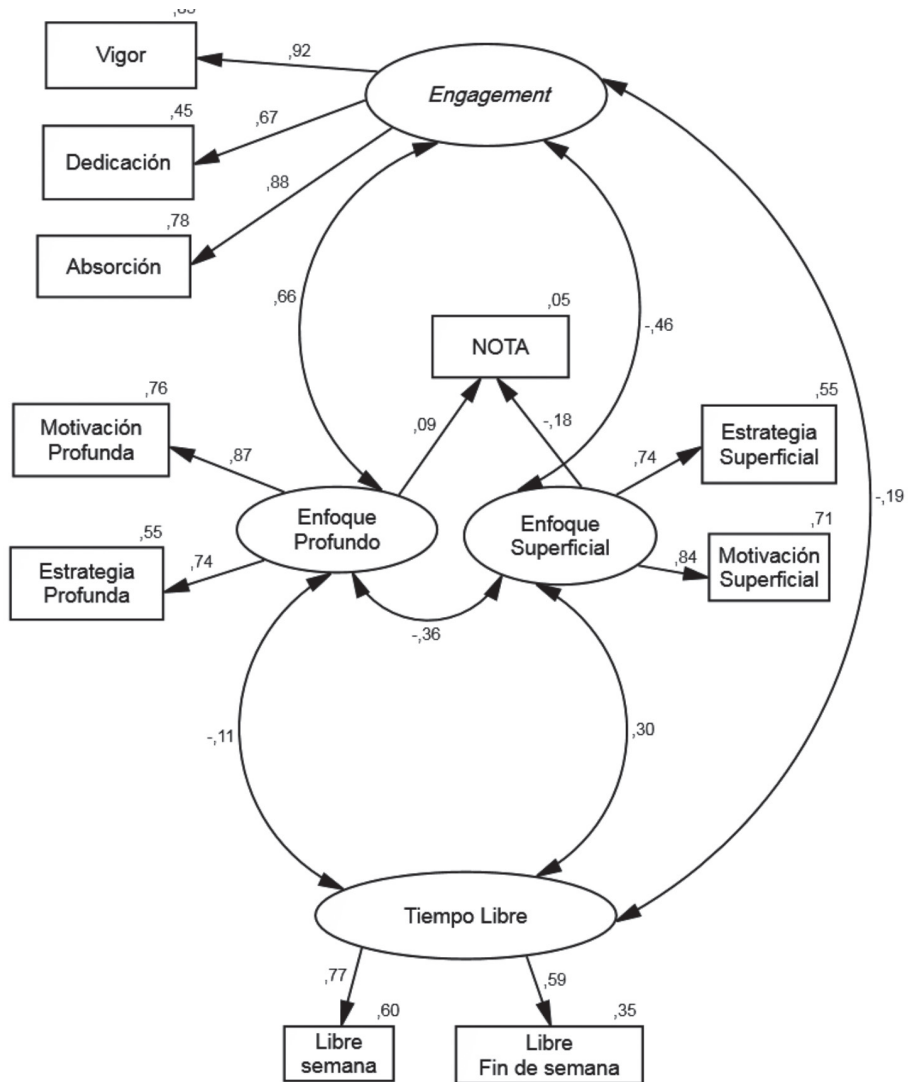 Vigor
,92
Engagement
,45
,67
Dedicación
,88
,78
Absorción
,66
,05
-,46
NOTA
,76
Motivación
Profunda
,87
,09
-,18
,55
Estrategia
Superficial
,74
-,19
,55
Estrategia
Profunda
,74
Enfoque
Profundo
Enfoque
Superficial
,71
,84
Motivación
Superficial
-,36
-,11
,30
Tiempo Libre
,77
,59
,60
,35
Libre
semana
Libre
Fin de semana